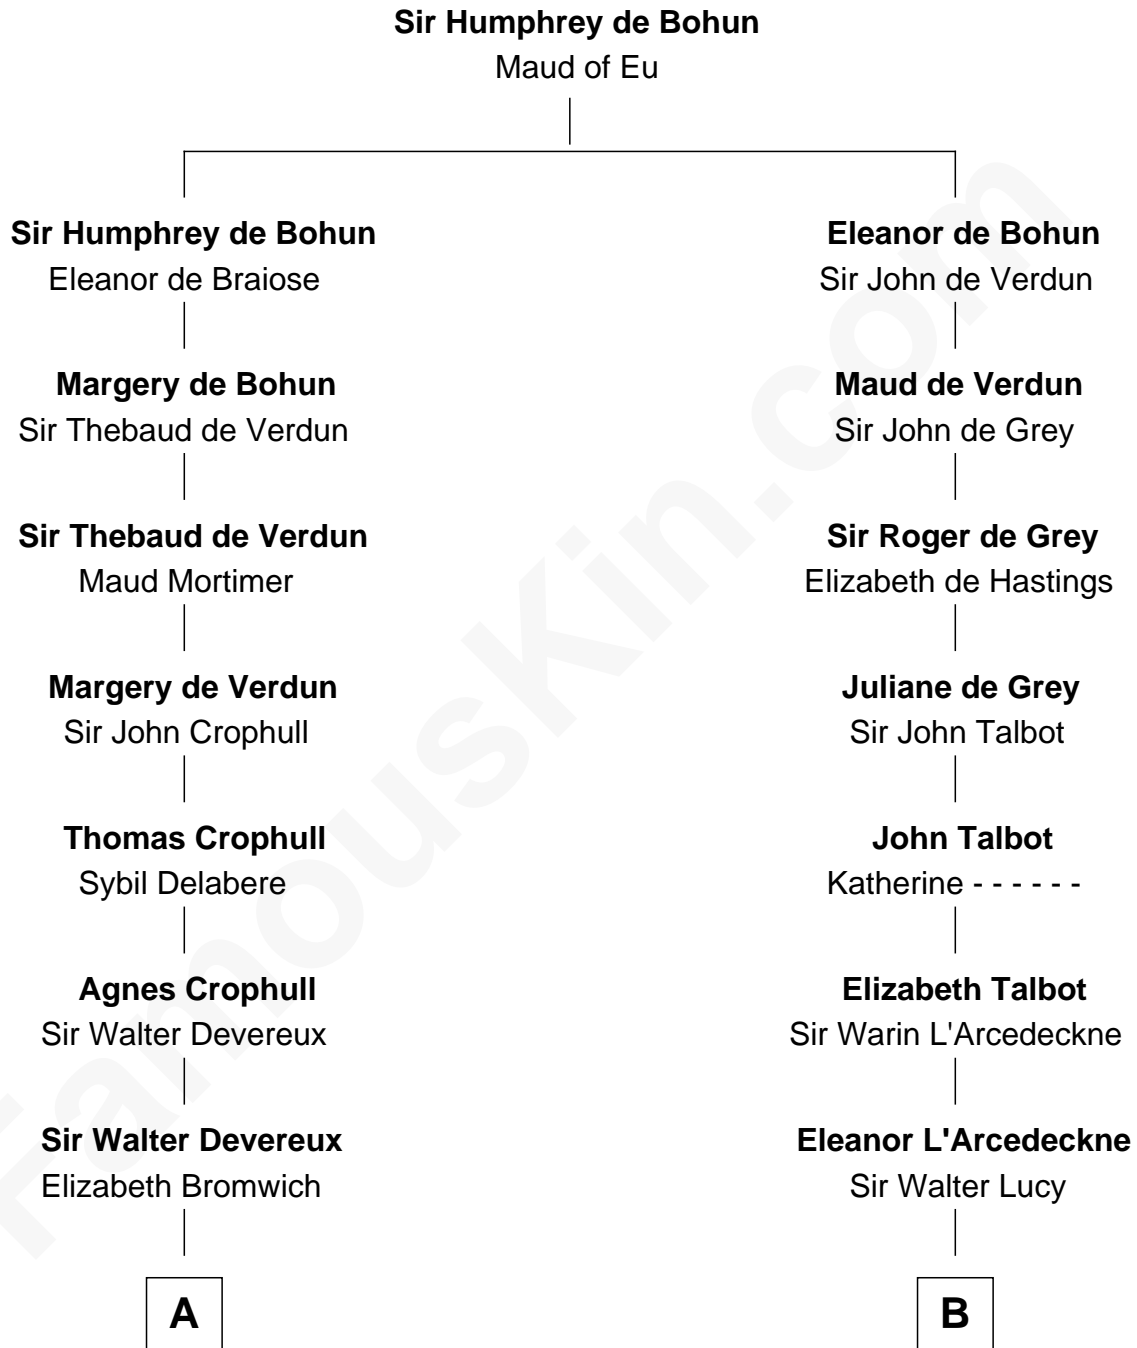 Sir Humphrey de Bohun
Maud of Eu
Sir Humphrey de Bohun
Eleanor de Braiose
Margery de Bohun
Sir Thebaud de Verdun
Sir Thebaud de Verdun
Maud Mortimer
Margery de Verdun
Sir John Crophull
Thomas Crophull
Sybil Delabere
Agnes Crophull
Sir Walter Devereux
Sir Walter Devereux
Elizabeth Bromwich
A
Eleanor de Bohun
Sir John de Verdun
Maud de Verdun
Sir John de Grey
Sir Roger de Grey
Elizabeth de Hastings
Juliane de Grey
Sir John Talbot
John Talbot
Katherine - - - - - -
Elizabeth Talbot
Sir Warin L'Arcedeckne
Eleanor L'Arcedeckne
Sir Walter Lucy
B
FamousKin.com